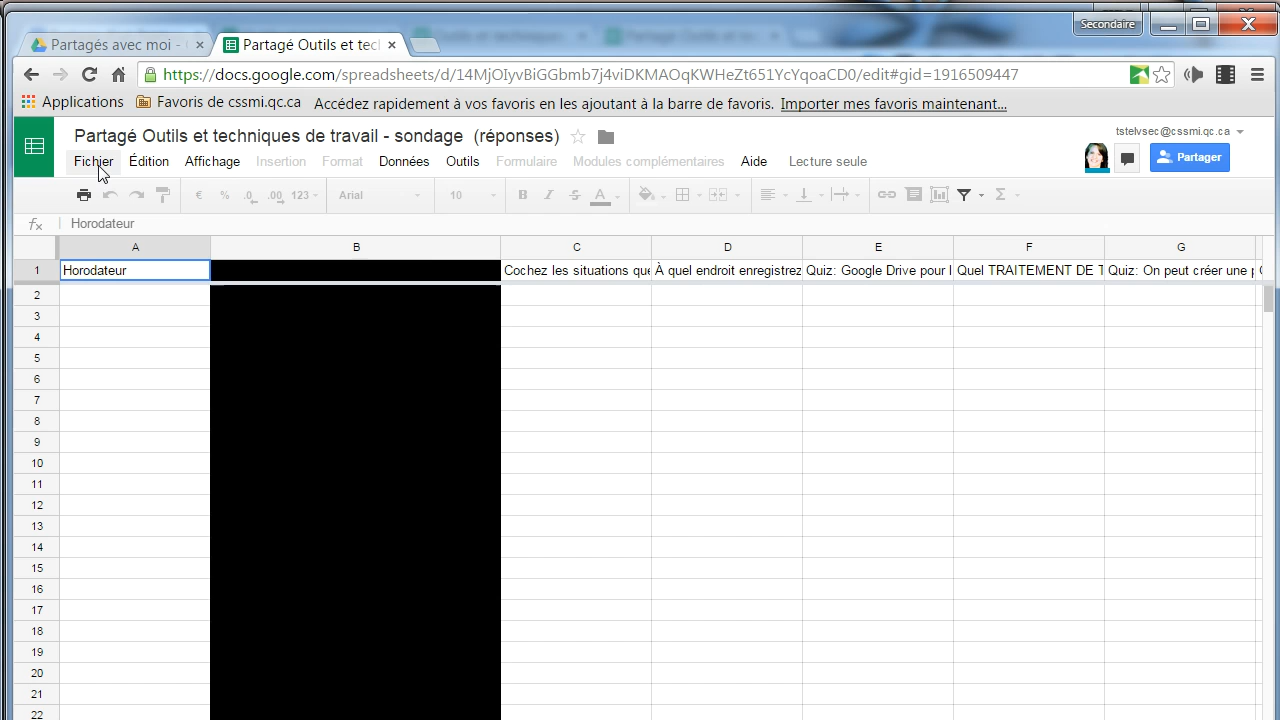 Secondaire
Partagés avec moi -
Partagé Outils et tec
https://docs.google.com/spreadsheets/d/14MjOIyvRiGGbmb7j4viDKMAOqKWHeZt651YcYqoaCD0/edit#gid=1916509447
Applications Favoris de cssmi.qc.ca Accédez rapidement à vos favoris en les ajoutant à la barre de favoris. Importer mes favoris maintenant...
Partagé Outils et techniques de travail - sondage (réponses)
tstelvsec@cssmi.qc.ca
Fichier Édition Affichage Insertion Format Données Outils Formulaire Modules complémentaires Aide Lecture seule
Partager
€ % .0 .00 123 Arial 10 B I S A Σ
fx Horodateur
A B C D E F G
1 Horodateur Cochez les situations que À quel endroit enregistrez Quiz: Google Drive pour l Quel TRAITEMENT DE T Quiz: On peut créer une p
2
3
4
5
6
7
8
9
10
11
12
13
14
15
16
17
18
19
20
21
22